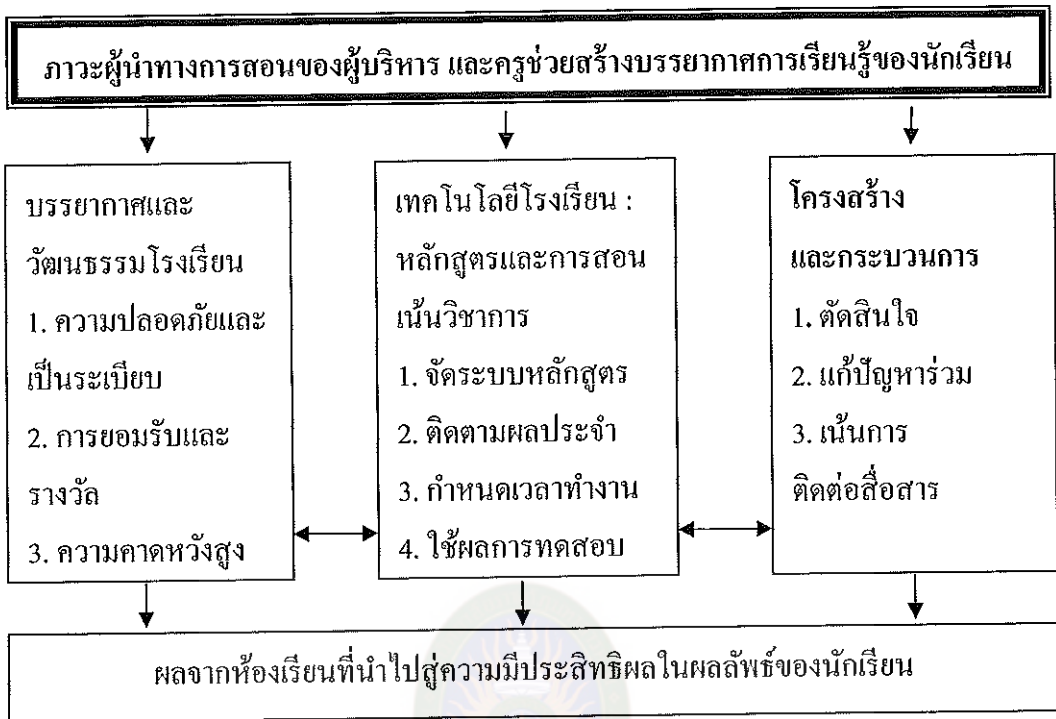 ภาวะผู้นำทางการสอนของผู้บริหาร และครูช่วยสร้างบรรยากาศการเรียนรู้ของนักเรียน
บรรยากาศและ
วัฒนธรรมโรงเรียน
1. ความปลอดภัยและ
เป็นระเบียบ
2. การยอมรับและ
รางวัล
3. ความคาดหวังสูง
เทคโนโลยีโรงเรียน :
หลักสูตรและการสอน
เน้นวิชาการ
1. จัดระบบหลักสูตร
2. ติดตามผลประจำ
3. กำหนดเวลาทำงาน
4. ใช้ผลการทดสอบ
โครงสร้าง
และกระบวนการ
1. ตัดสินใจ
2. แก้ปัญหาร่วม
3. เน้นการ
ติดต่อสื่อสาร
ผลจากห้องเรียนที่นำไปสู่ความมีประสิทธิผลในผลลัพธ์ของนักเรียน